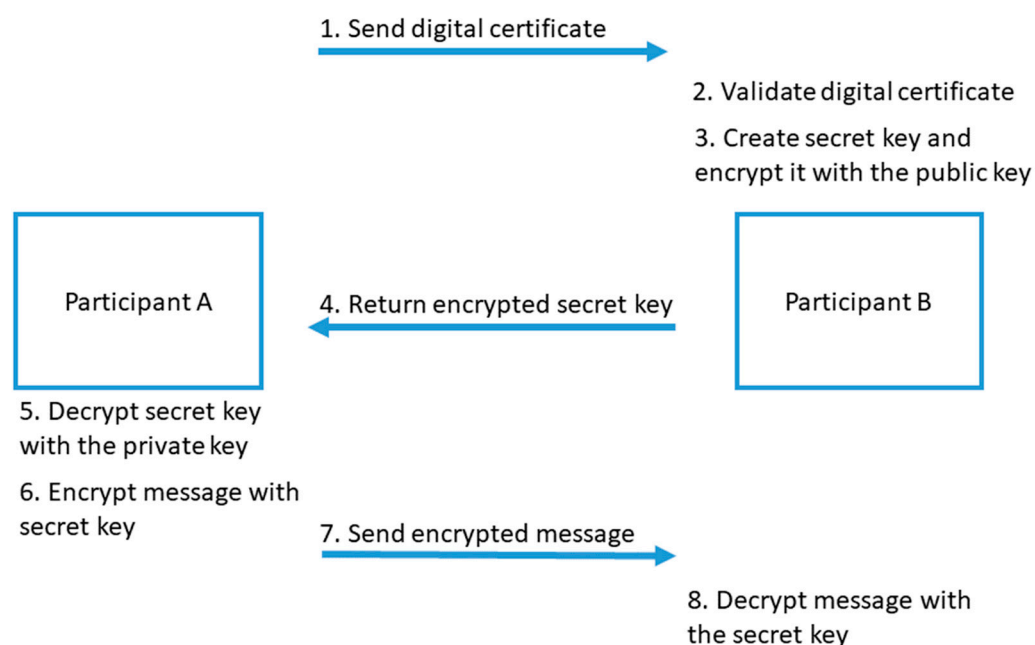 1. Send digital certificate
2. Validate digital certificate
3. Create secret key and
encrypt it with the public key
Participant A
4. Return encrypted secret key
Participant B
5. Decrypt secret key
with the private key
6. Encrypt message with
secret key
7. Send encrypted message
8. Decrypt message with
the secret key